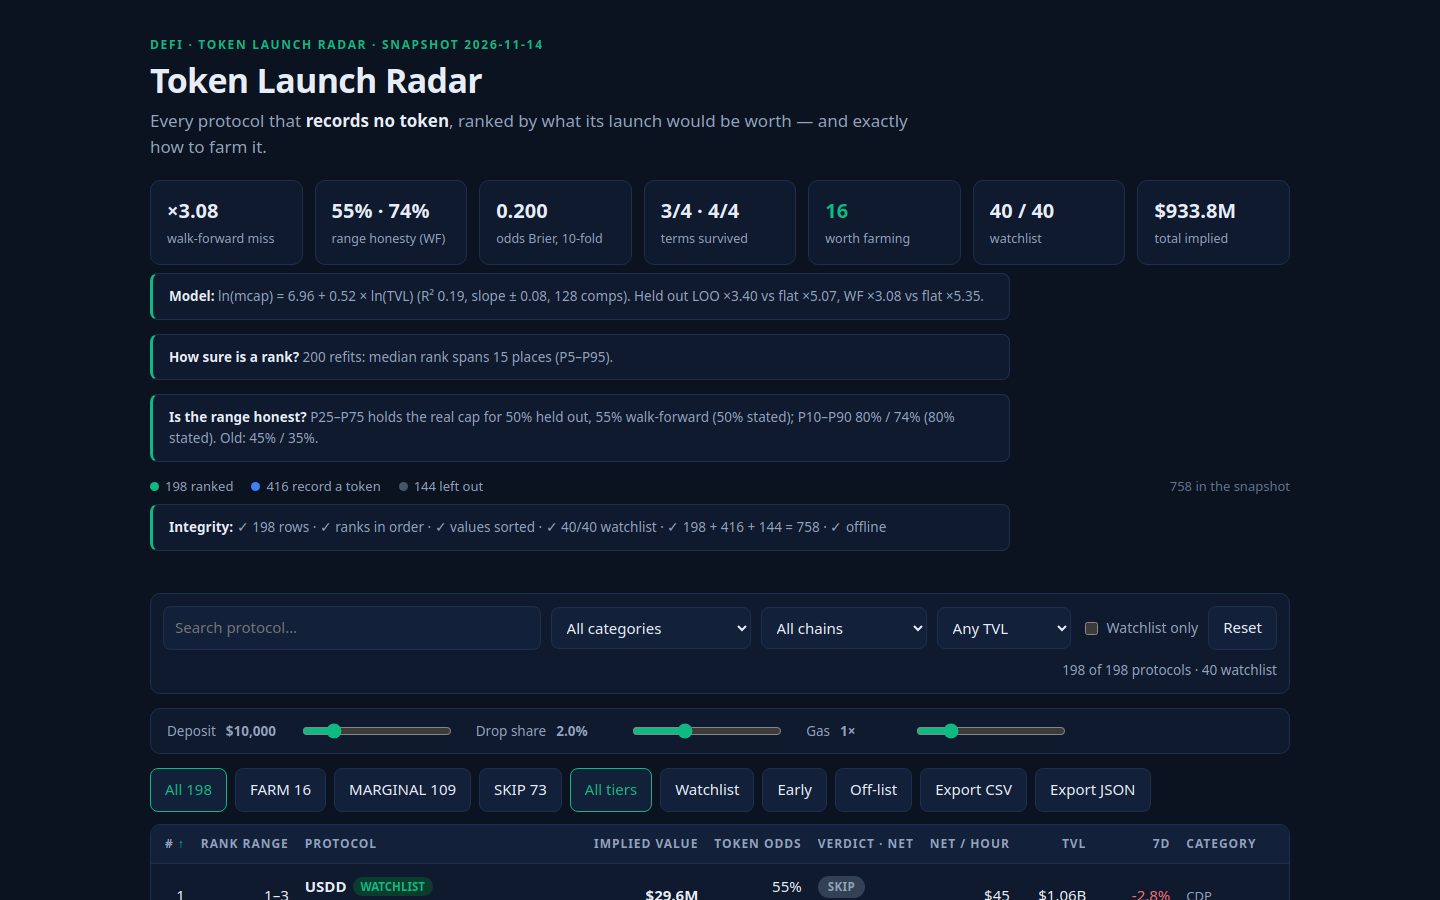 DEFI · TOKEN LAUNCH RADAR · SNAPSHOT 2026-11-14
Token Launch Radar
Every protocol that records no token, ranked by what its launch would be worth — and exactly
how to farm it.
×3.08
walk-forward miss
55% · 74%
range honesty (WF)
0.200
odds Brier, 10-fold
3/4 · 4/4
terms survived
16
worth farming
40 / 40
watchlist
$933.8M
total implied
Model: ln(mcap) = 6.96 + 0.52 × ln(TVL) (R² 0.19, slope ± 0.08, 128 comps). Held out LOO ×3.40 vs flat ×5.07, WF ×3.08 vs flat ×5.35.
How sure is a rank? 200 refits: median rank spans 15 places (P5–P95).
Is the range honest? P25–P75 holds the real cap for 50% held out, 55% walk-forward (50% stated); P10–P90 80% / 74% (80%
stated). Old: 45% / 35%.
198 ranked 416 record a token 144 left out 758 in the snapshot
Integrity: ✓ 198 rows · ✓ ranks in order · ✓ values sorted · ✓ 40/40 watchlist · ✓ 198 + 416 + 144 = 758 · ✓ offline
Search protocol... All categories All chains Any TVL Watchlist only Reset
198 of 198 protocols · 40 watchlist
Deposit $10,000 Drop share 2.0% Gas 1×
All 198 FARM 16 MARGINAL 109 SKIP 73 All tiers Watchlist Early Off-list Export CSV Export JSON
# ↑ RANK RANGE PROTOCOL IMPLIED VALUE TOKEN ODDS VERDICT · NET NET / HOUR TVL 7D CATEGORY
USDD WATCHLIST 55% SKIP
1 1–3 $29.6M $45 $1.06B -2.8% CDP